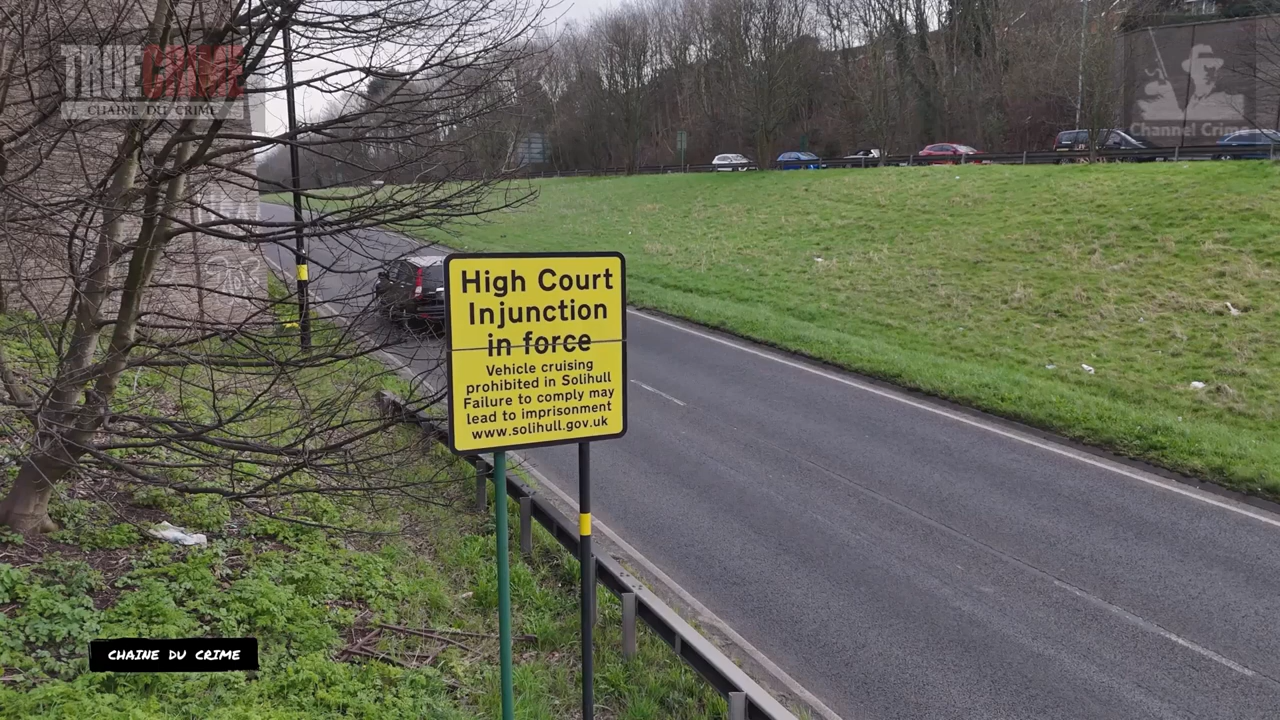 TRUE CRIME
CHAINE DU CRIME
Channel Crim
High Court
Injunction
in force
Vehicle cruising
prohibited in Solihull
Failure to comply may
lead to imprisonment
www.solihull.gov.uk
CHAINE DU CRIME